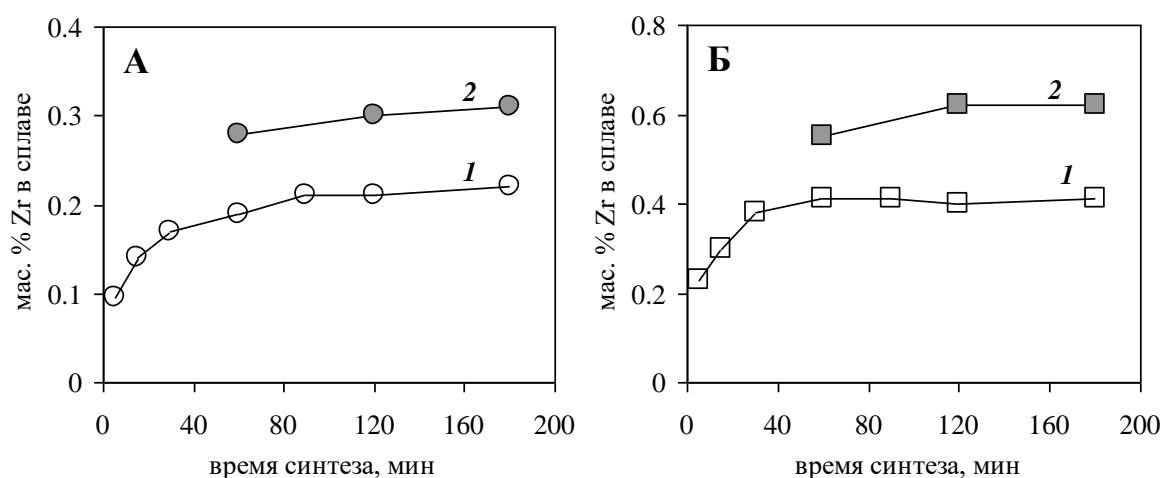 А
мас. % Zr в сплаве
0.4
0.3
0.2
0.1
0
2
1
0 40 80 120 160 200
время синтеза, мин
Б
мас. % Zr в сплаве
0.8
0.6
0.4
0.2
0
2
1
0 40 80 120 160 200
время синтеза, мин